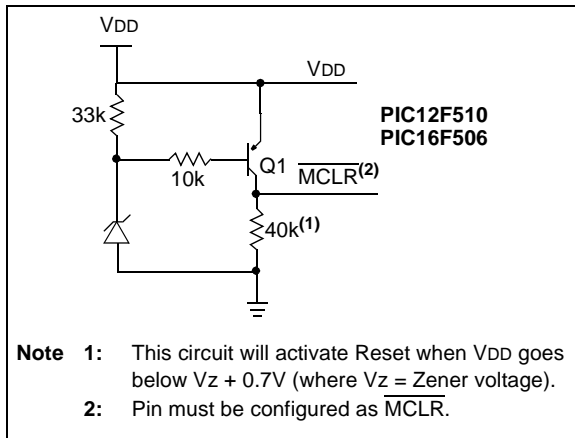 VDD
VDD
33k
PIC12F510
PIC16F506
Q1
MCLR(2)
10k
40k(1)
Note 1: This circuit will activate Reset when VDD goes
below Vz + 0.7V (where Vz = Zener voltage).
2: Pin must be configured as MCLR.